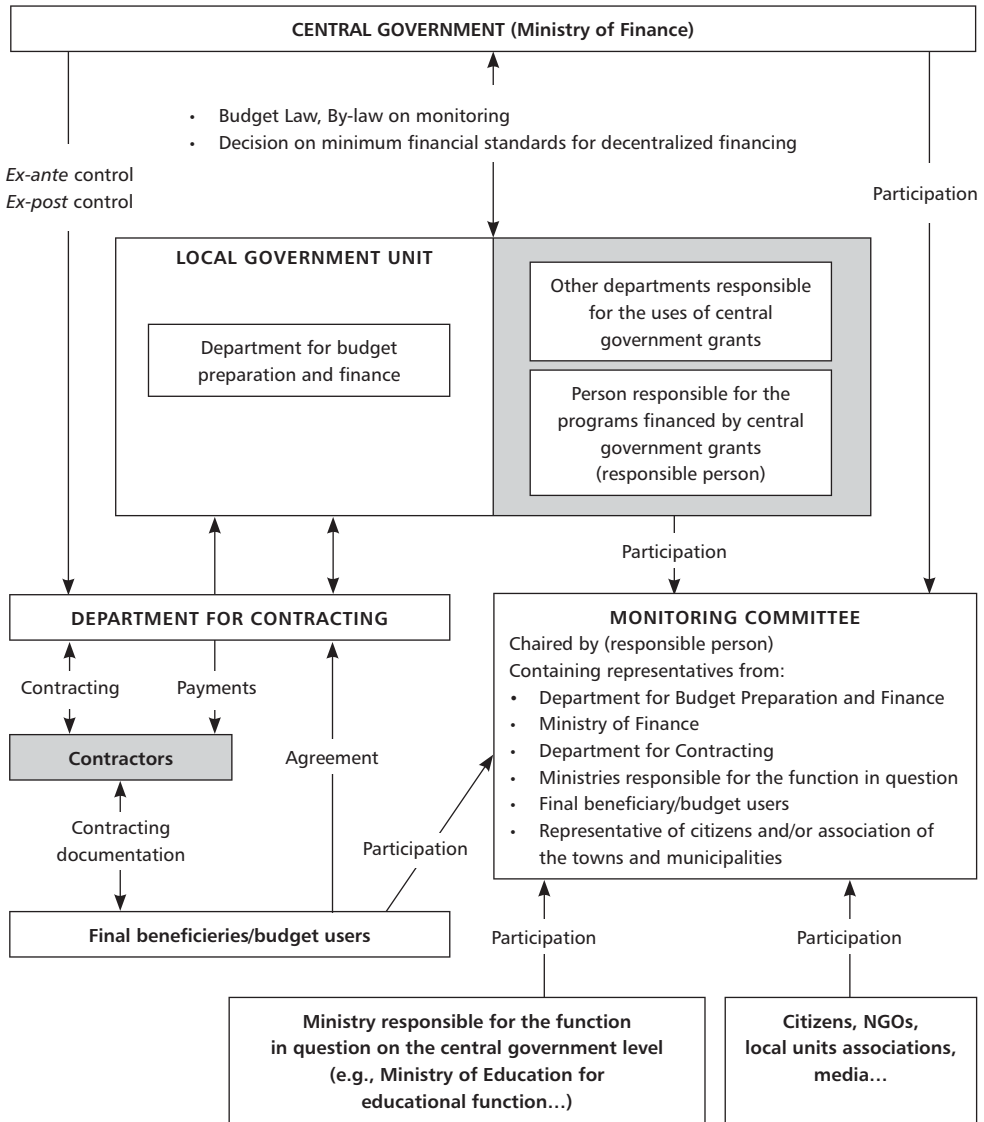 CENTRAL GOVERNMENT (Ministry of Finance)
• Budget Law, By-law on monitoring
• Decision on minimum financial standards for decentralized financing
Ex-ante control
Ex-post control
Participation
LOCAL GOVERNMENT UNIT
Department for budget
preparation and finance
Other departments responsible
for the uses of central
government grants
Person responsible for the
programs financed by central
government grants
(responsible person)
Participation
DEPARTMENT FOR CONTRACTING
Contracting
Payments
Contractors
Agreement
Contracting
documentation
Participation
Final beneficieries/budget users
MONITORING COMMITTEE
Chaired by (responsible person)
Containing representatives from:
• Department for Budget Preparation and Finance
• Ministry of Finance
• Department for Contracting
• Ministries responsible for the function in question
• Final beneficiary/budget users
• Representative of citizens and/or association of
the towns and municipalities
Participation
Participation
Ministry responsible for the function
in question on the central government level
(e.g., Ministry of Education for
educational function…)
Citizens, NGOs,
local units associations,
media…